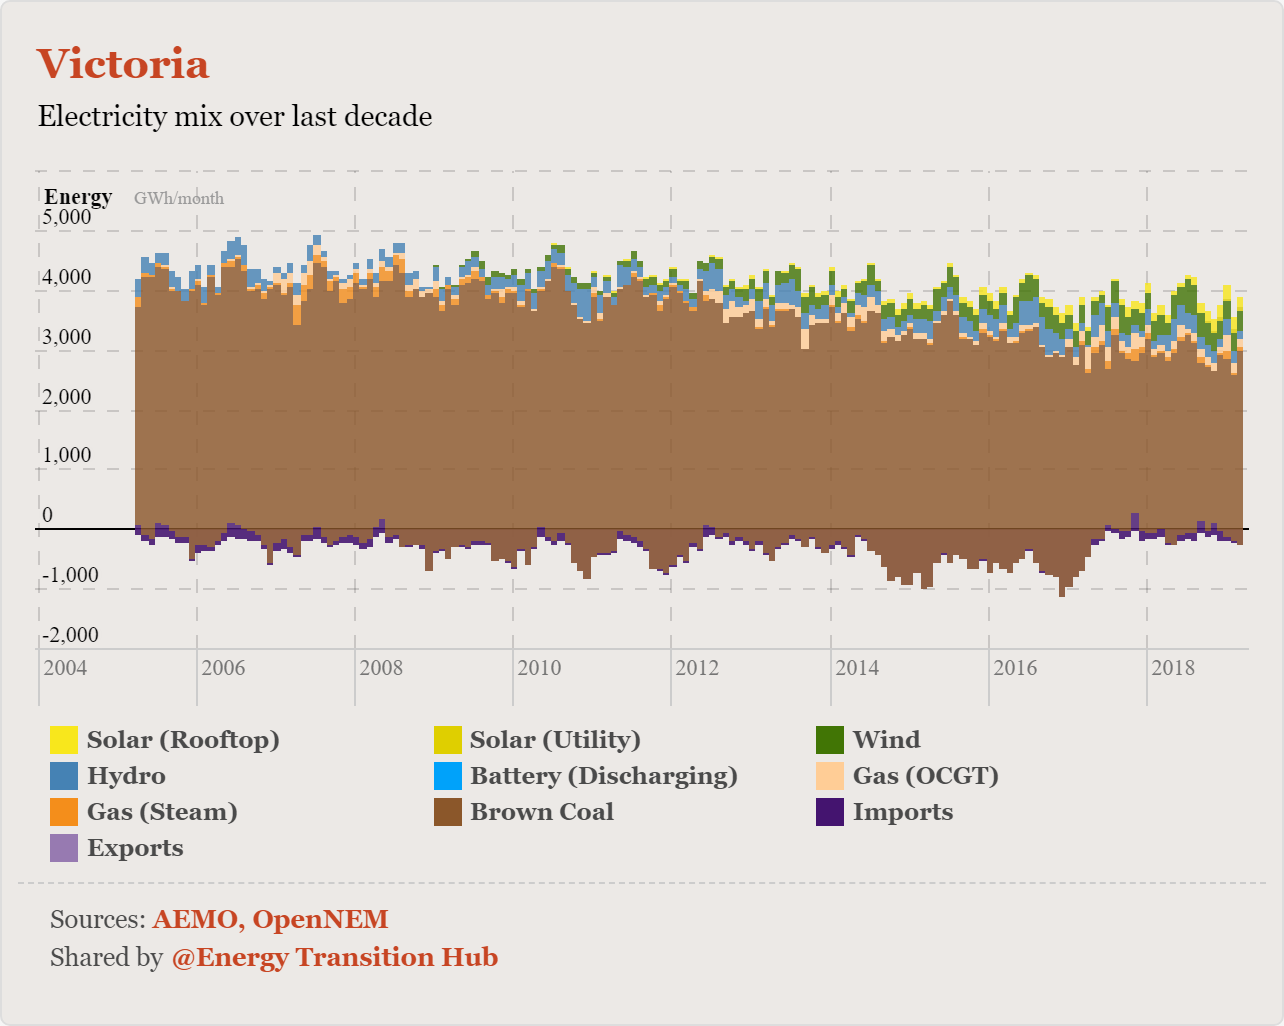 Victoria
Electricity mix over last decade
Energy GWh/month
5,000
4,000
3,000
2,000
1,000
0
-1,000
-2,000
2004 2006 2008 2010 2012 2014 2016 2018
Solar (Rooftop) Solar (Utility) Wind
Hydro Battery (Discharging) Gas (OCGT)
Gas (Steam) Brown Coal Imports
Exports
Sources: AEMO, OpenNEM
Shared by @Energy Transition Hub